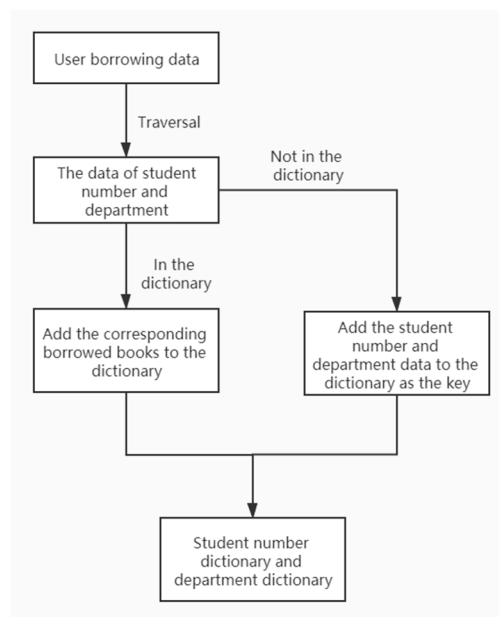 User borrowing data
Traversal
The data of student
number and
department
Not in the
dictionary
In the
dictionary
Add the corresponding
borrowed books to the
dictionary
Add the student
number and
department data to the
dictionary as the key
Student number
dictionary and
department dictionary